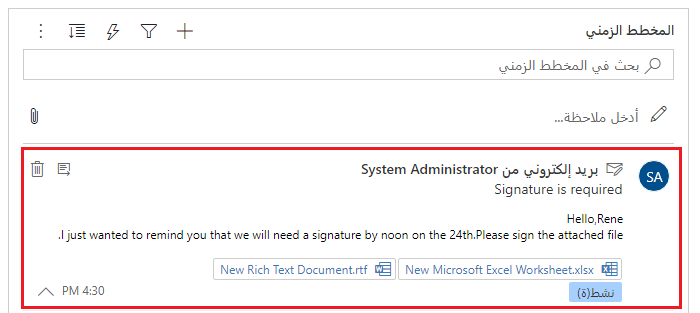 المخطط الزمني
بحث في المخطط الزمني
أدخل ملاحظة...
SA
بريد إلكتروني من System Administrator
Signature is required
Hello,Rene
I just wanted to remind you that we will need a signature by noon on the 24th.Please sign the attached file.
New Microsoft Excel Worksheet.xlsx New Rich Text Document.rtf
نشط(ة)
4:30 PM